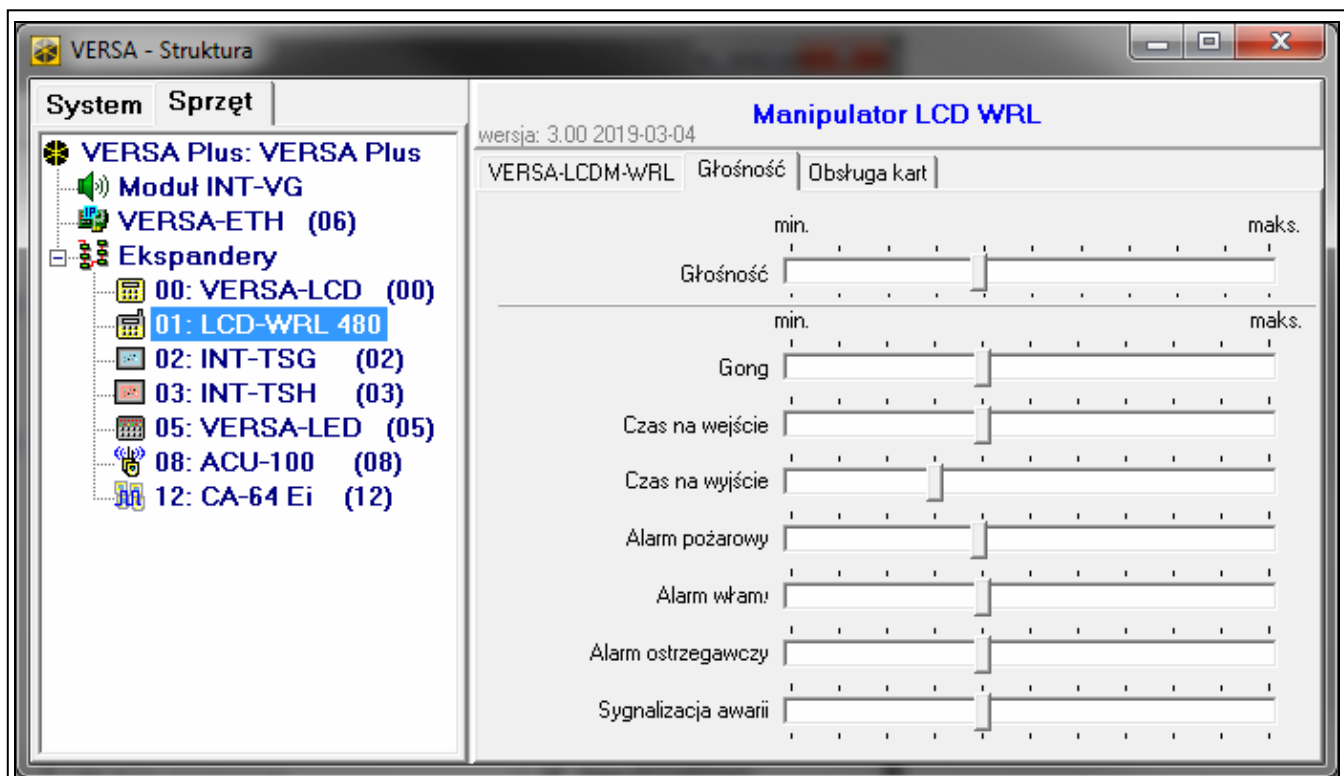 VERSA - Struktura
System Sprzęt
VERSA Plus: VERSA Plus
Moduł INT-VG
VERSA-ETH (06)
Ekspandery
00: VERSA-LCD (00)
01: LCD-WRL 480
02: INT-TSG (02)
03: INT-TSH (03)
05: VERSA-LED (05)
08: ACU-100 (08)
12: CA-64 Ei (12)
Manipulator LCD WRL
wersja: 3.00 2019-03-04
VERSA-LCDM-WRL Głośność Obsługa kart
min. maks.
Głośność
min. maks.
Gong
Czas na wejście
Czas na wyjście
Alarm pożarowy
Alarm włam
Alarm ostrzegawczy
Sygnalizacja awarii